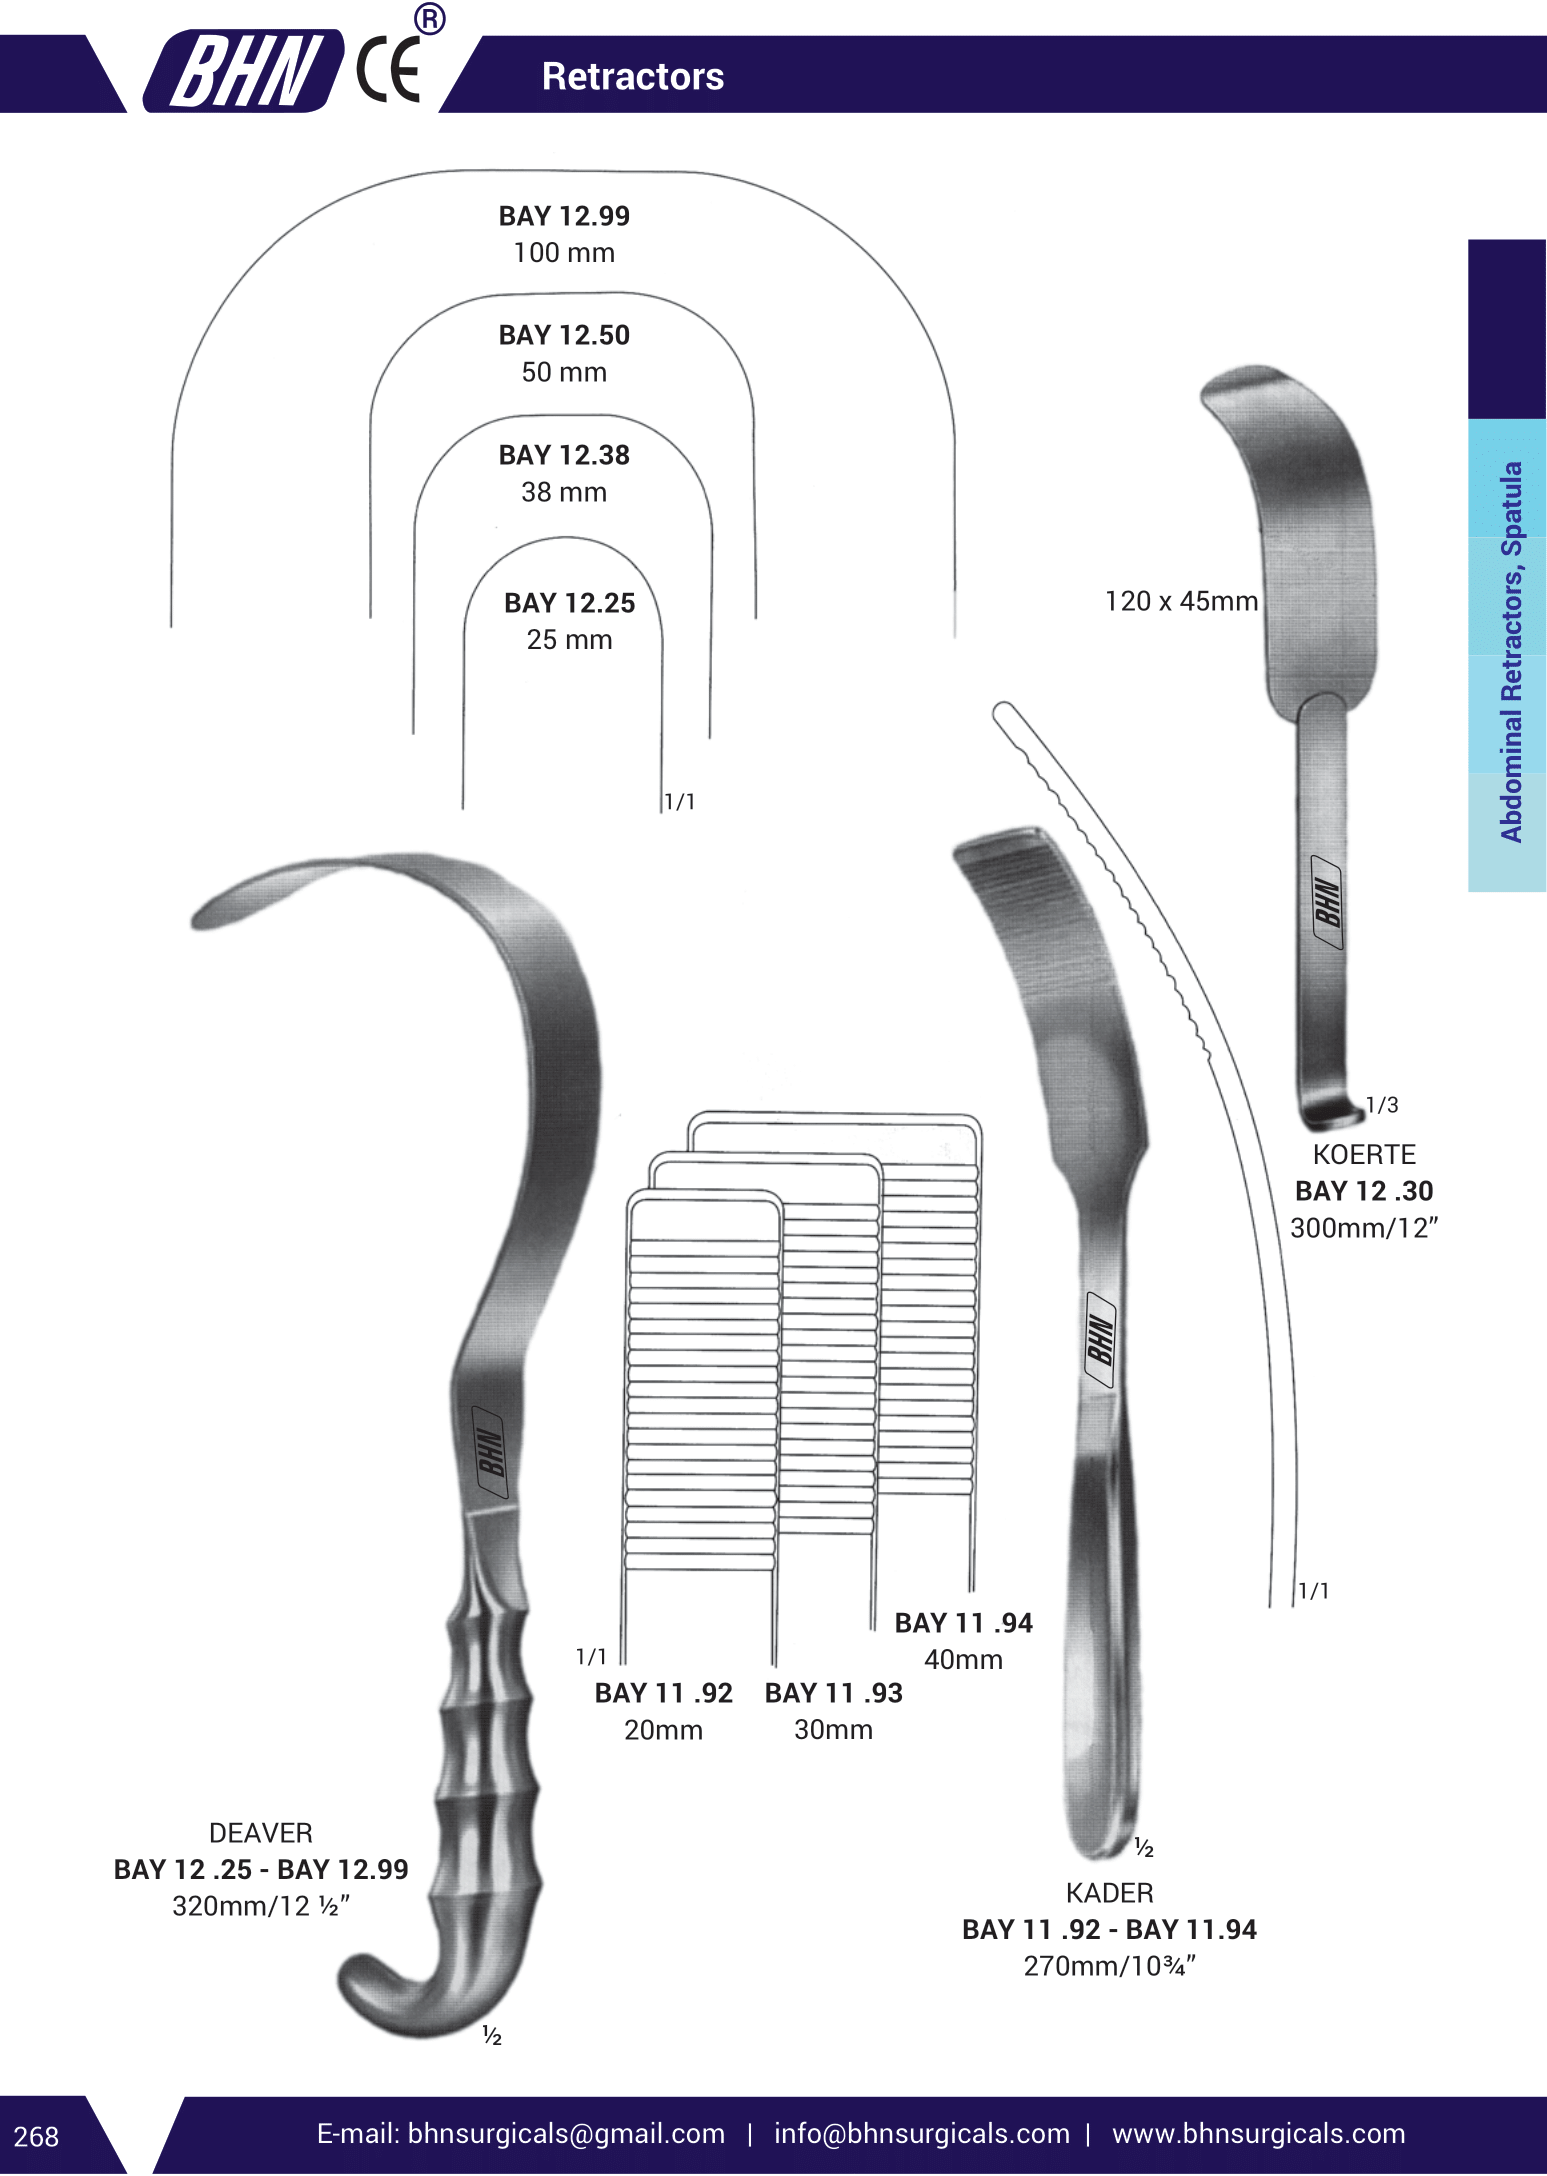 BHN CE ®
Retractors
BAY 12.99
100 mm
BAY 12.50
50 mm
BAY 12.38
38 mm
BAY 12.25
25 mm
1/1
120 x 45mm
Abdominal Retractors, Spatula
BHN
1/3
KOERTE
BAY 12 .30
300mm/12”
BHN
BHN
1/1
BAY 11 .94
40mm
1/1
BAY 11 .92
20mm
BAY 11 .93
30mm
½
DEAVER
BAY 12 .25 - BAY 12.99
320mm/12 ½”
KADER
BAY 11 .92 - BAY 11.94
270mm/10¾”
½
268
E-mail: bhnsurgicals@gmail.com | info@bhnsurgicals.com | www.bhnsurgicals.com